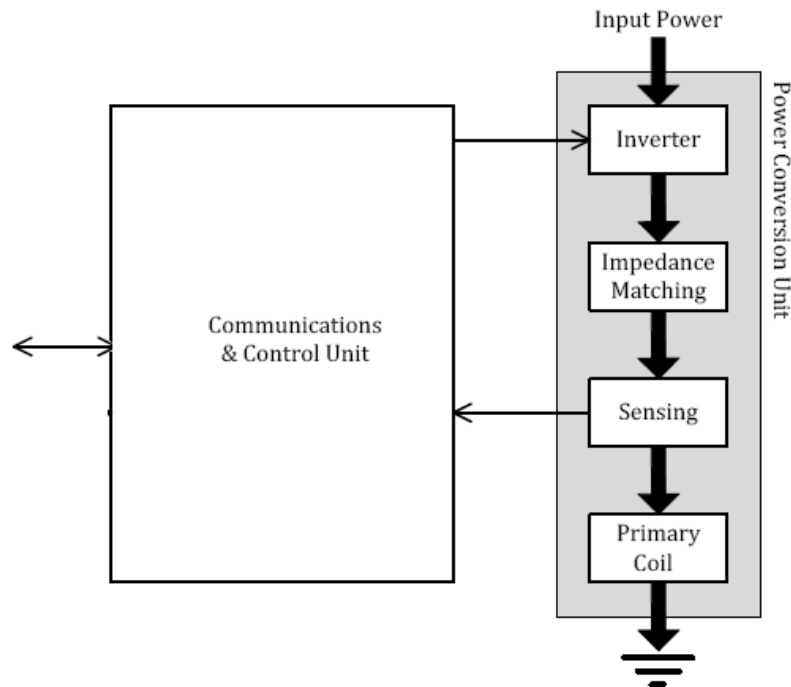 Input Power
Power Conversion Unit
Inverter
Impedance
Matching
Communications
& Control Unit
Sensing
Primary
Coil